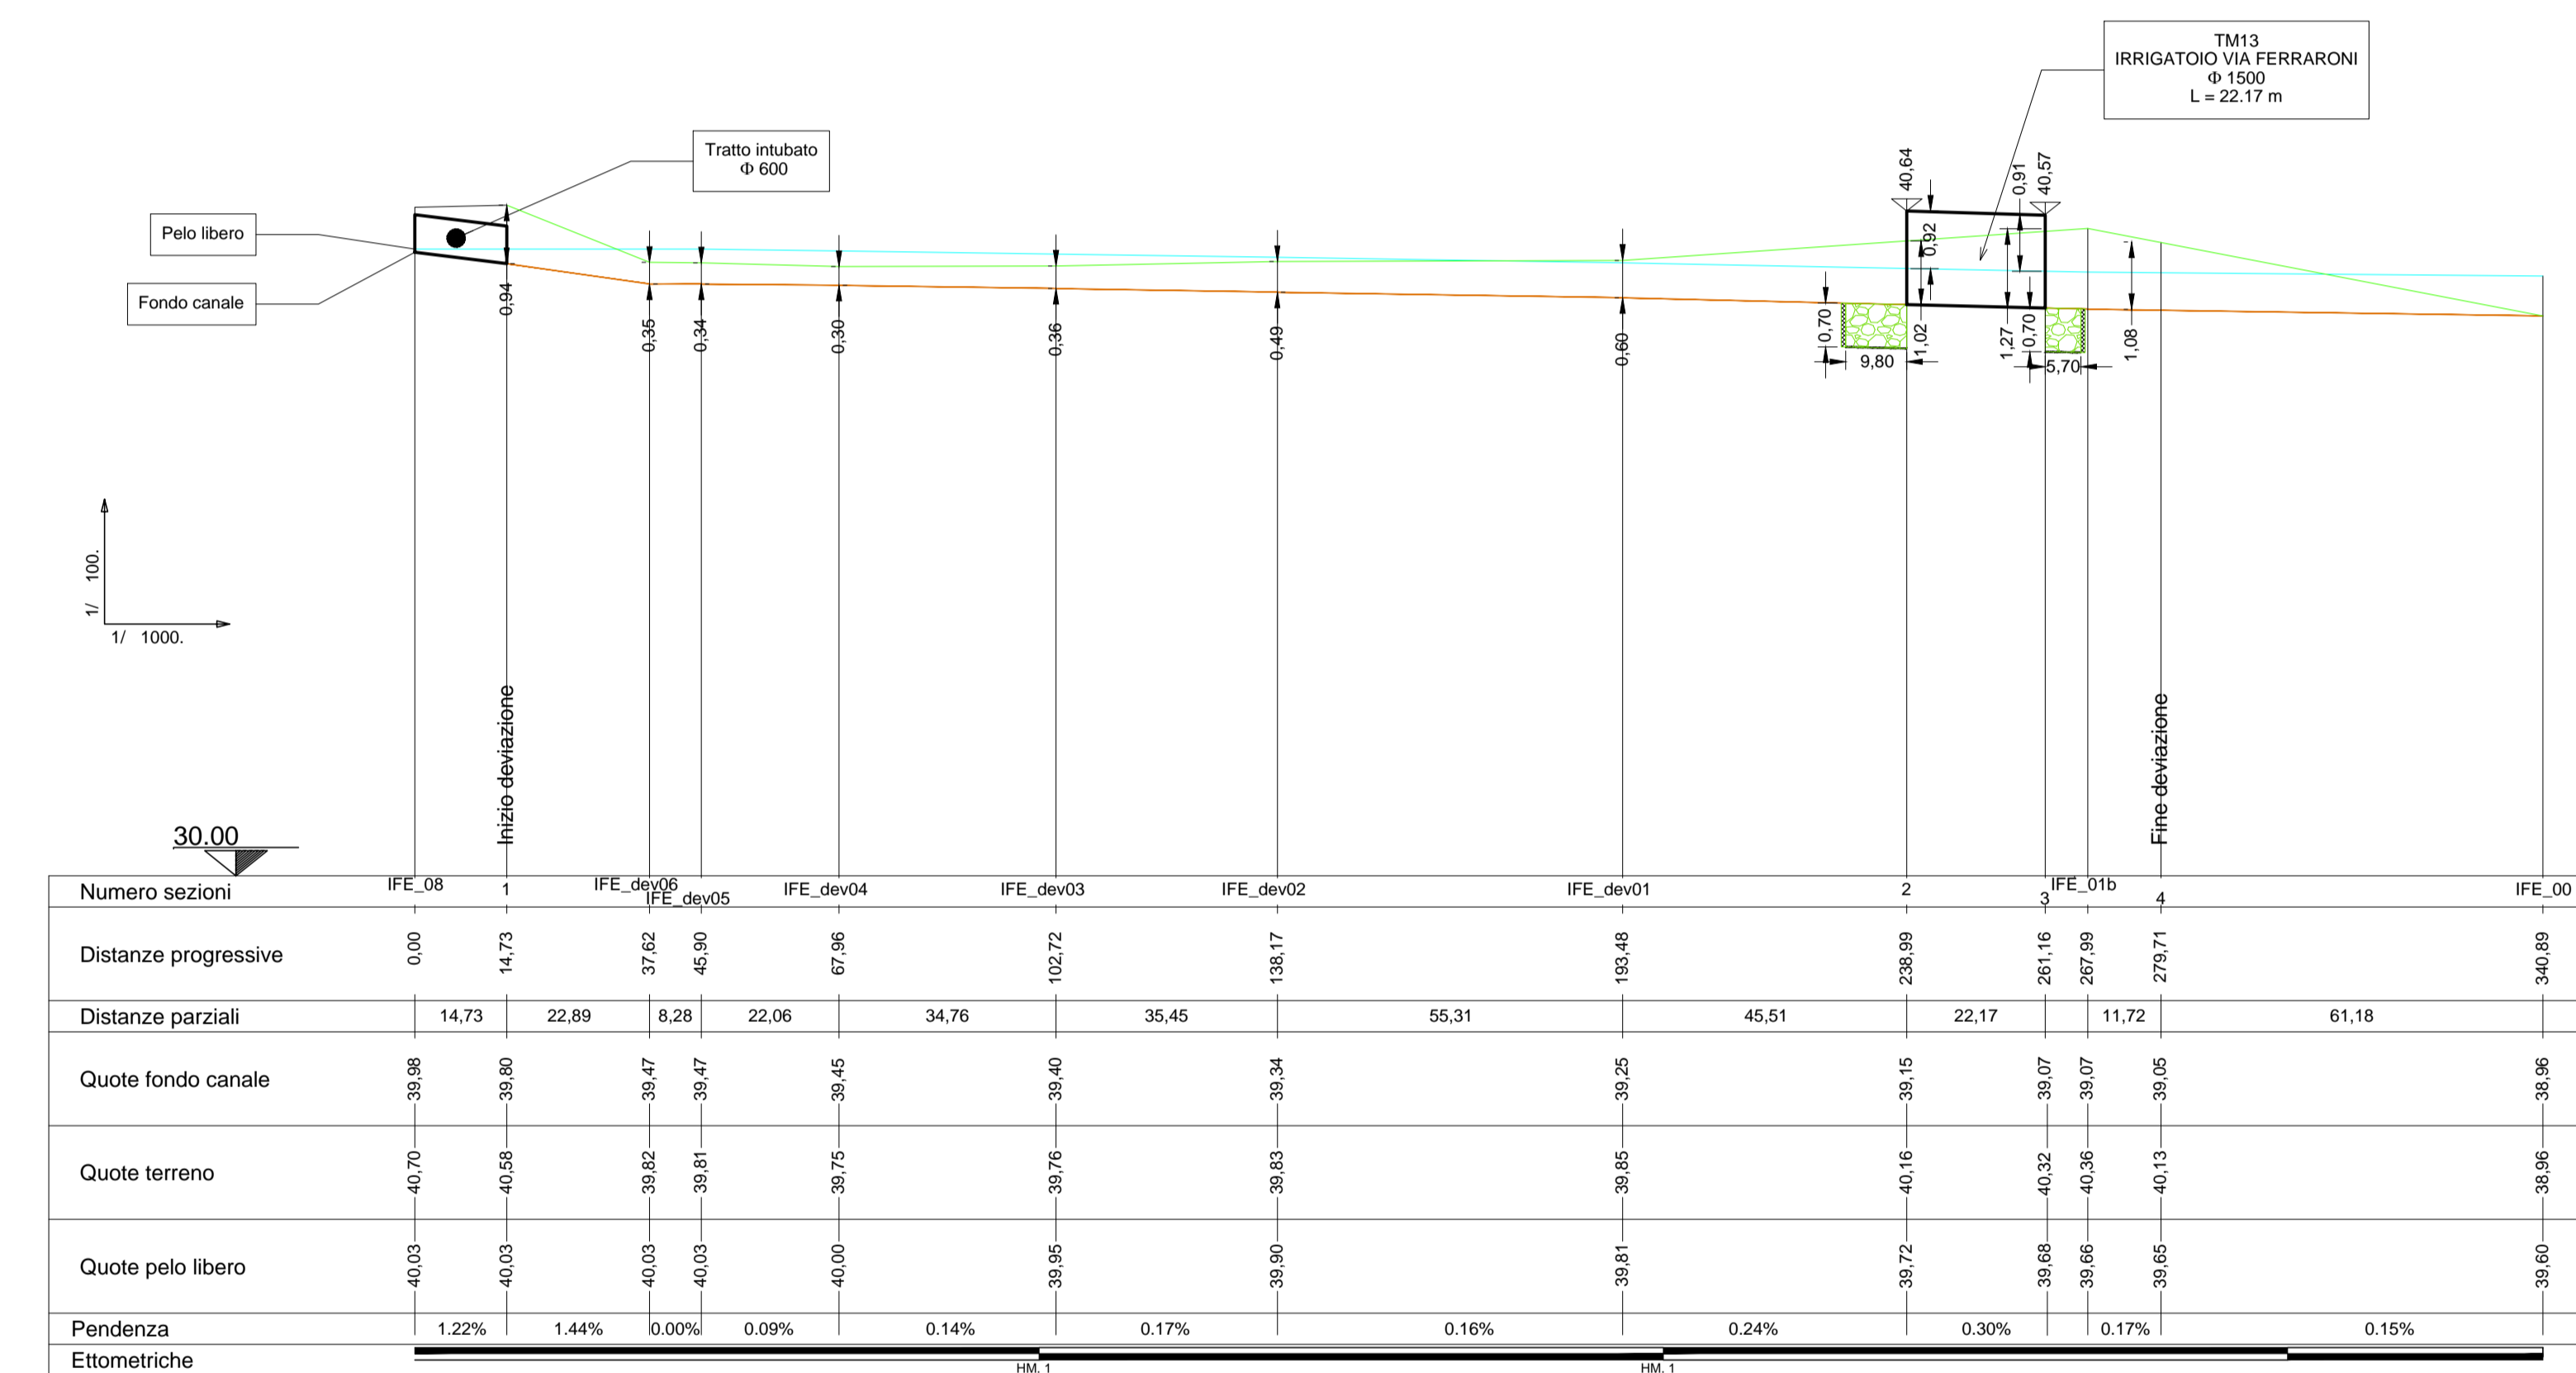 TM13
IRRIGATOIO VIA FERRARONI
Φ 1500
L = 22.17 m
Tratto intubato
Φ 600
Pelo libero
Fondo canale
40,64
0,92
0,91
40,57
0,94
0,35
0,34
0,30
0,36
0,49
0,60
0,70
9,80
1,02
1,27
0,70
5,70
1,08
1/ 100.
1/ 1000.
Inizio deviazione
Fine deviazione
30.00
Numero sezioni IFE_08 1 IFE_dev06 IFE_dev05 IFE_dev04 IFE_dev03 IFE_dev02 IFE_dev01 2 3 IFE_01b 4 IFE_00
Distanze progressive 0,00 14,73 37,62 45,90 67,96 102,72 138,17 193,48 238,99 261,16 267,99 279,71 340,89
Distanze parziali 14,73 22,89 8,28 22,06 34,76 35,45 55,31 45,51 22,17 11,72 61,18
Quote fondo canale 39,98 39,80 39,47 39,47 39,45 39,40 39,34 39,25 39,15 39,07 39,07 39,05 38,96
Quote terreno 40,70 40,58 39,82 39,81 39,75 39,76 39,83 39,85 40,16 40,32 40,36 40,13 38,96
Quote pelo libero 40,03 40,03 40,03 40,03 40,00 39,95 39,90 39,81 39,72 39,68 39,66 39,65 39,60
Pendenza 1.22% 1.44% 0.00% 0.09% 0.14% 0.17% 0.16% 0.24% 0.30% 0.17% 0.15%
Ettometriche
HM. 1 HM. 1